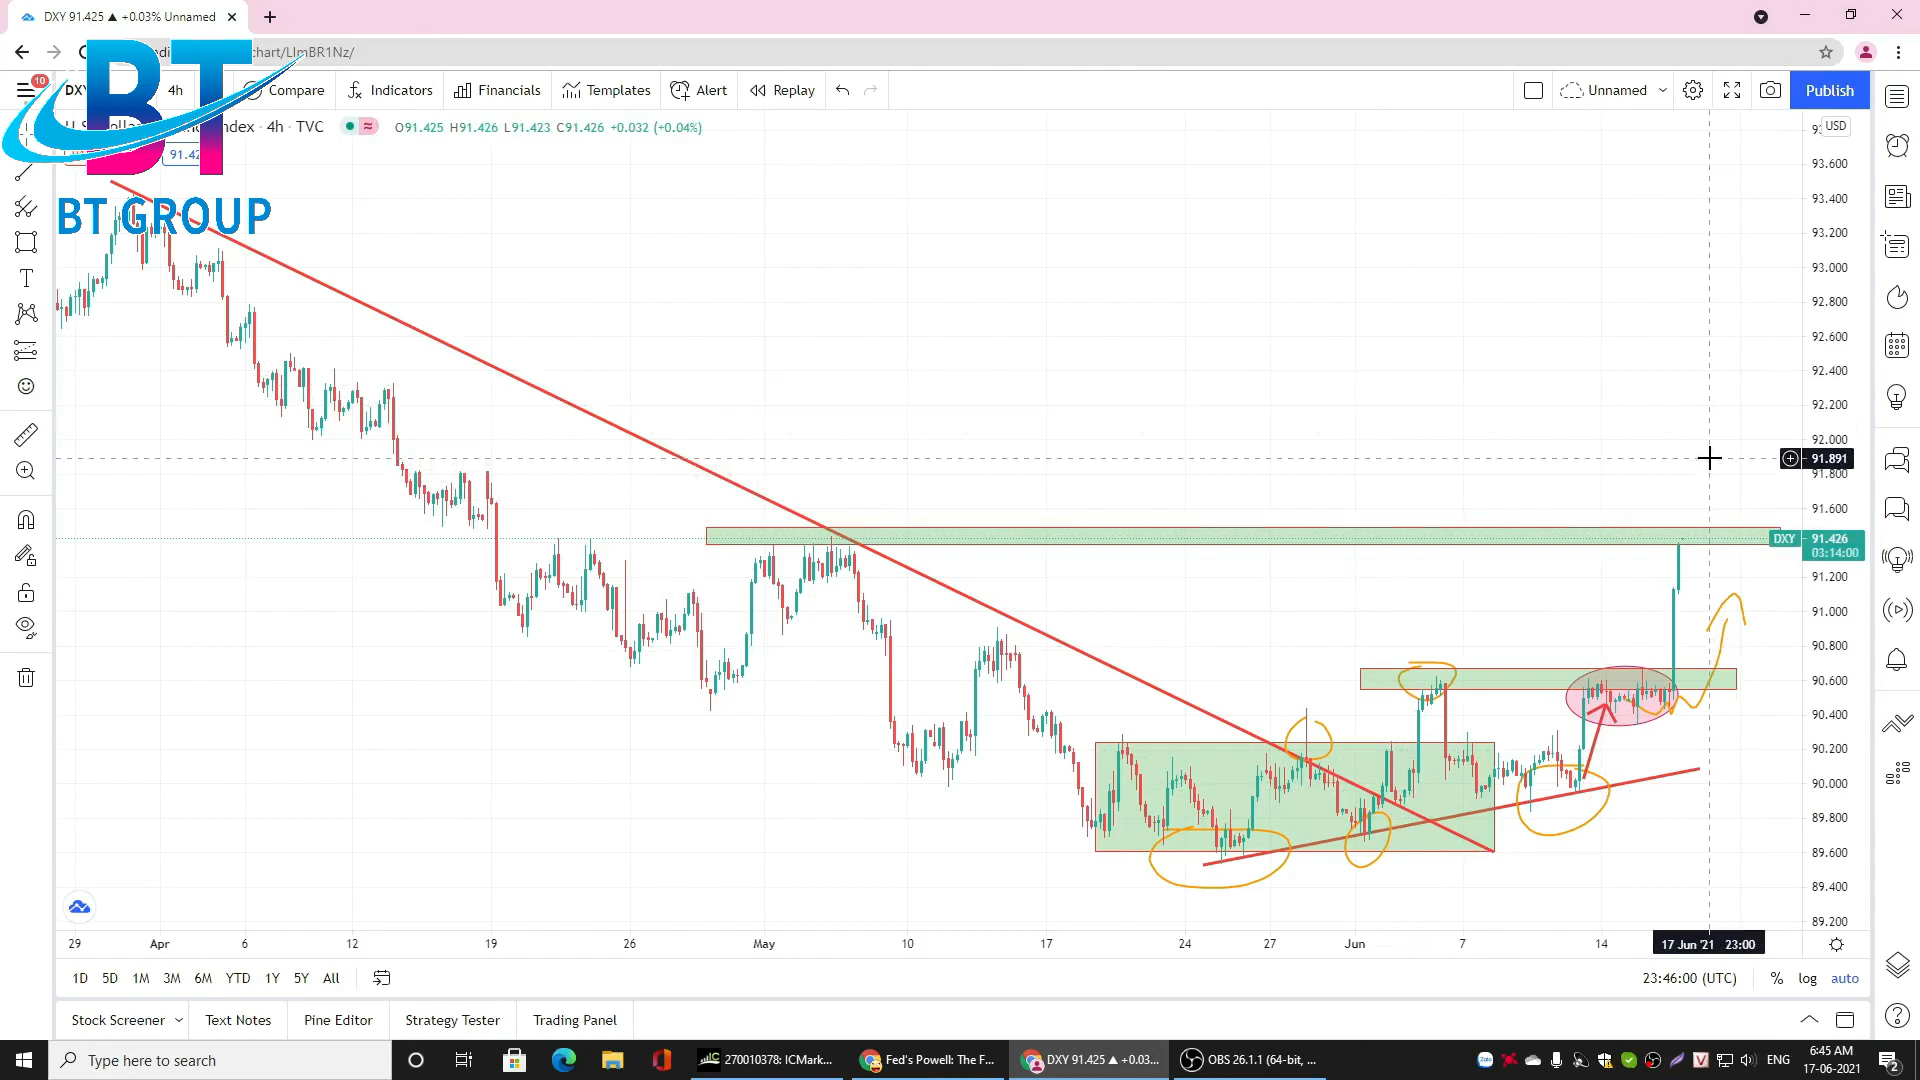 DXY 91.425 ▲ +0.03% Unnamed
chart/LImBR1Nz/
10
4h
Compare
Indicators
Financials
Templates
Alert
Replay
Unnamed
Publish
BT
BT GROUP
4h · TVC
O91.425 H91.426 L91.423 C91.426 +0.032 (+0.04%)
USD
93.600
93.400
93.200
93.000
92.800
92.600
92.400
92.200
92.000
91.891
91.800
91.600
DXY 91.426
03:14:00
91.200
91.000
90.800
90.600
90.400
90.200
90.000
89.800
89.600
89.400
89.200
29 Apr 6 12 19 26 May 10 17 24 27 Jun 7 14 17 Jun '21 23:00
1D 5D 1M 3M 6M YTD 1Y 5Y All
23:46:00 (UTC) % log auto
Stock Screener Text Notes Pine Editor Strategy Tester Trading Panel
Type here to search
270010378: ICMark...
Fed's Powell: The F...
DXY 91.425 ▲ +0.03...
OBS 26.1.1 (64-bit, ...
ENG
6:45 AM
17-06-2021
2